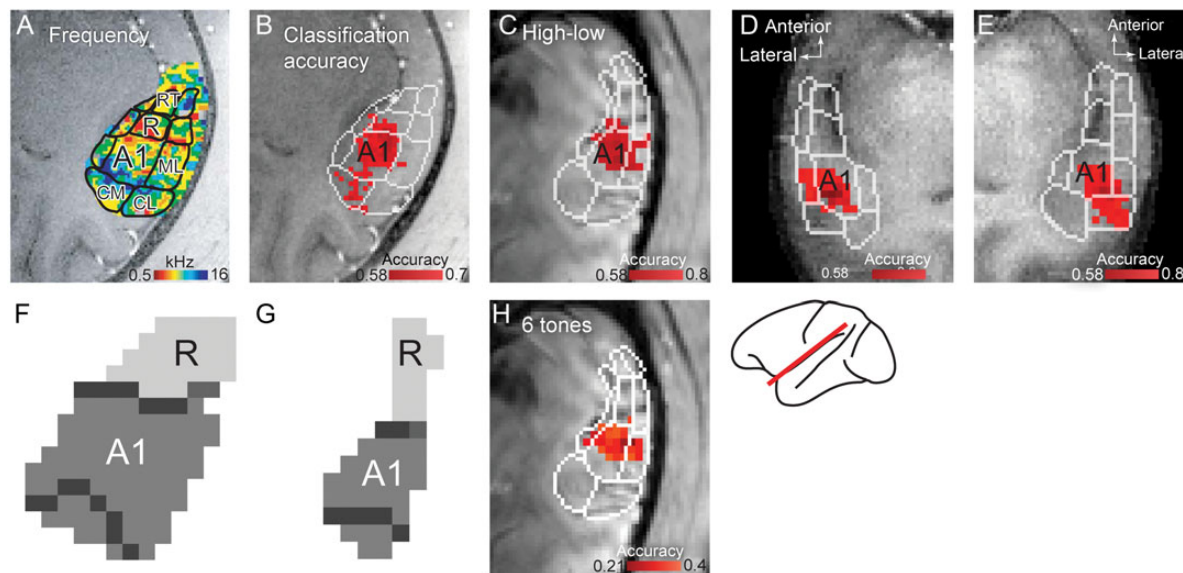 A
Frequency
RT
R
A1
ML
CM
CL
kHz
0.5
16
B
Classification
accuracy
A1
Accuracy
0.58
0.7
C
High-low
A1
Accuracy
0.58
0.8
D
Anterior
Lateral
A1
Accuracy
0.58
E
Anterior
Lateral
A1
Accuracy
0.58
0.8
F
R
A1
G
R
A1
H
6 tones
Accuracy
0.21
0.4